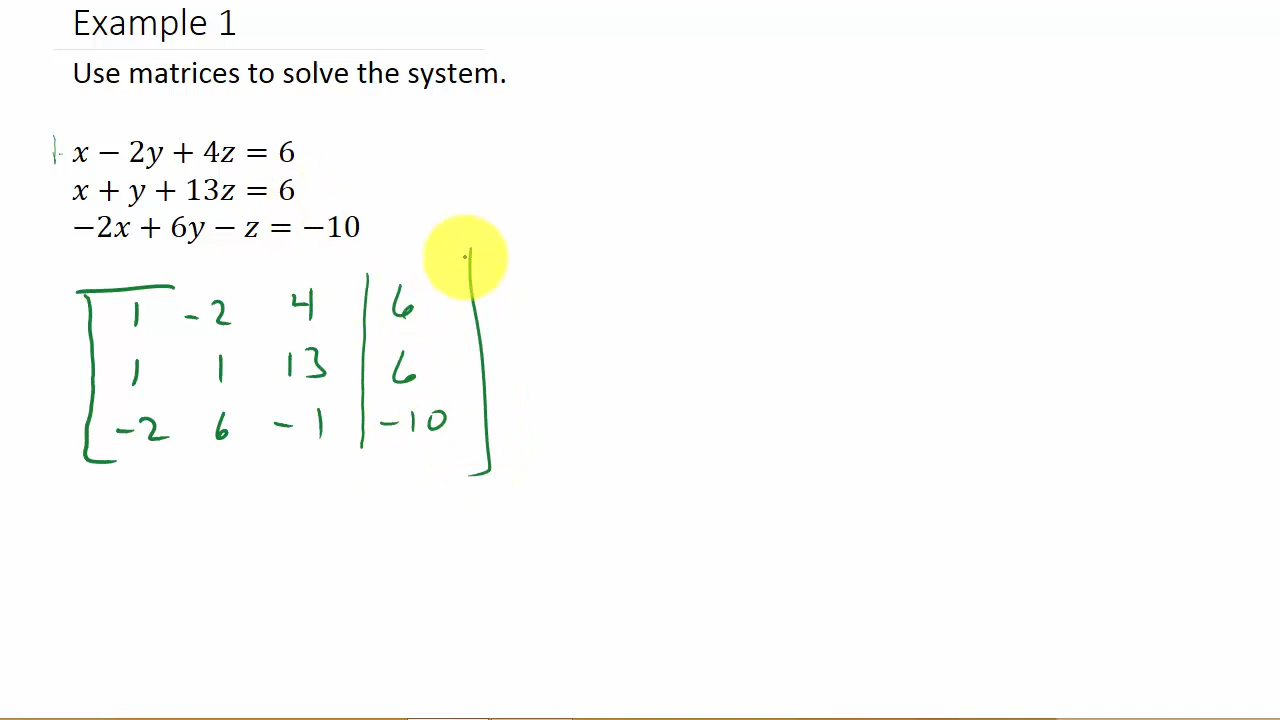 Example 1
Use matrices to solve the system.
x − 2y + 4z = 6
x + y + 13z = 6
−2x + 6y − z = −10
1 -2 4 | 6
1 1 13 | 6
-2 6 -1 | -10